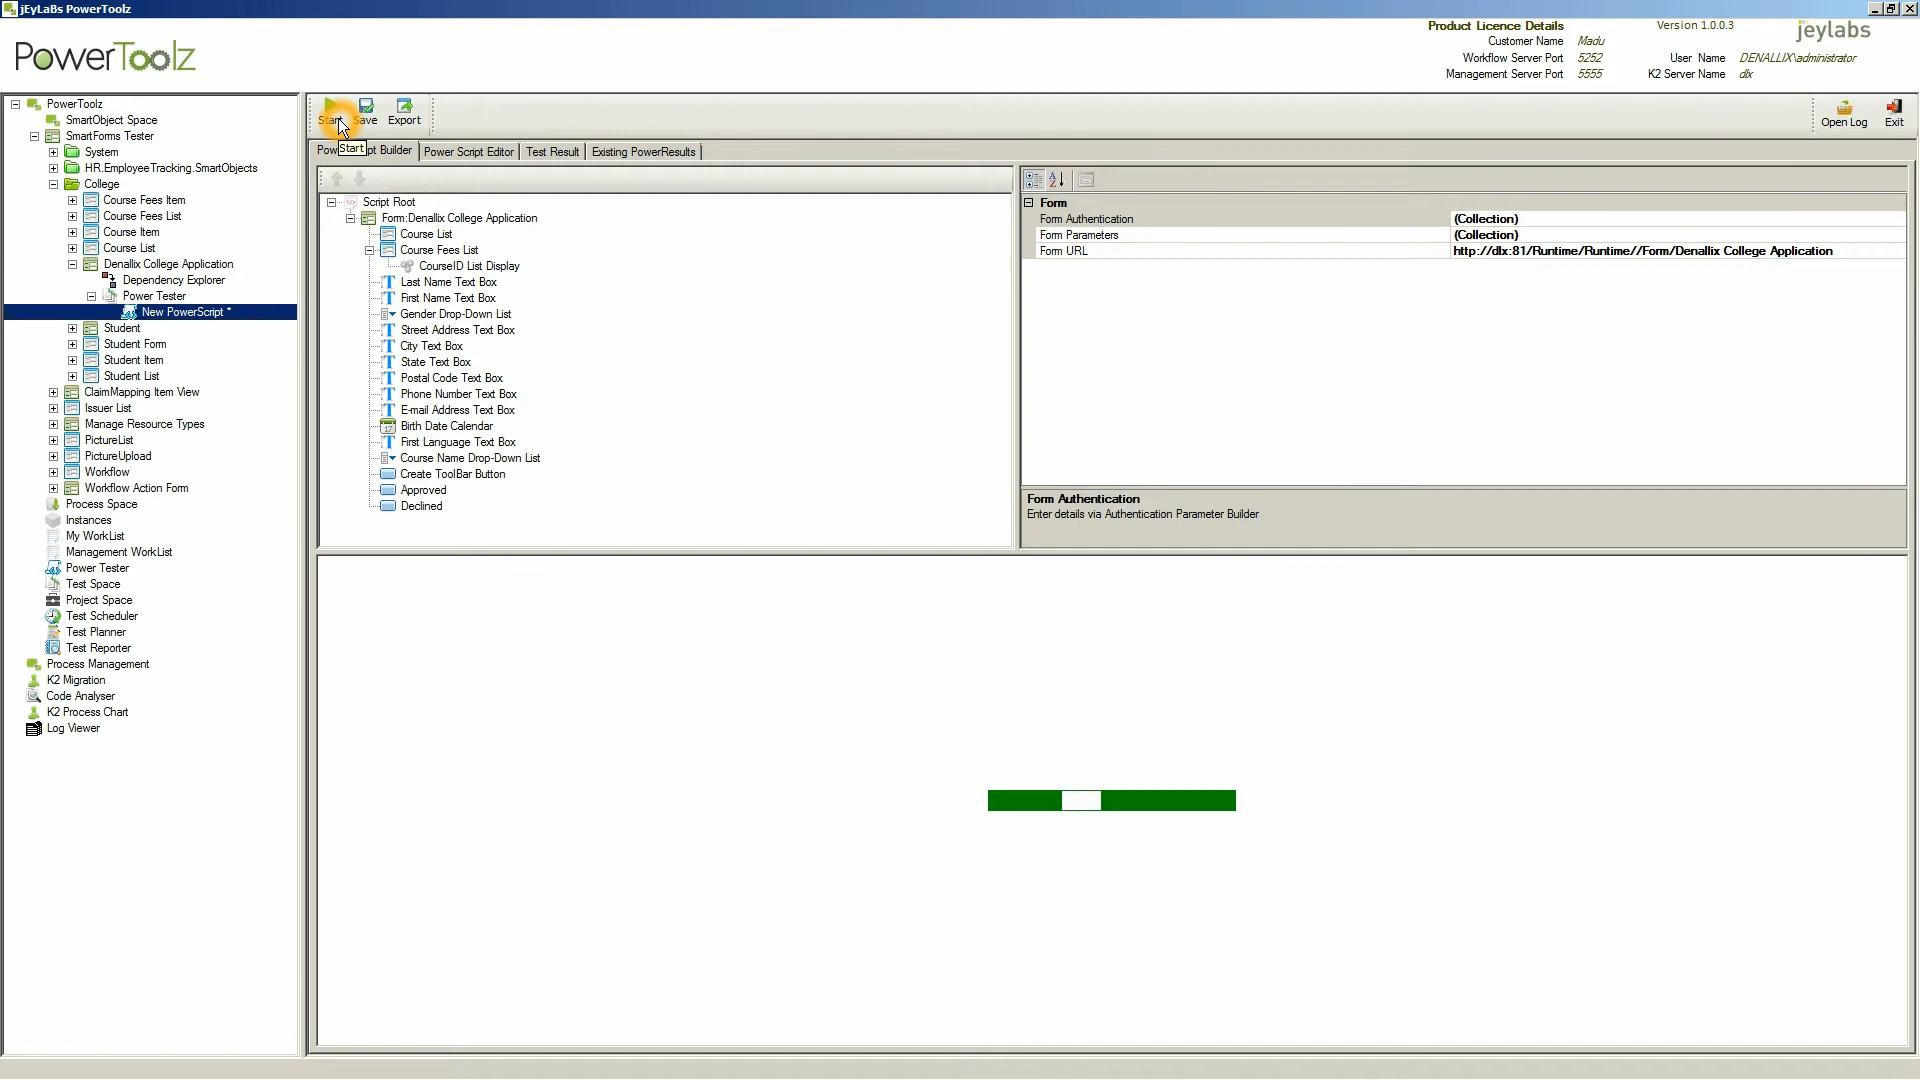 jEyLaBs PowerToolz
PowerToolz
Product Licence Details
Version 1.0.0.3
jeylabs
Customer Name Madu
Workflow Server Port 5252
User Name DENALLIX\administrator
Management Server Port 5555
K2 Server Name dlx
PowerToolz
SmartObject Space
SmartForms Tester
System
HR.EmployeeTracking.SmartObjects
College
Course Fees Item
Course Fees List
Course Item
Course List
Denallix College Application
Dependency Explorer
Power Tester
New PowerScript *
Student
Student Form
Student Item
Student List
ClaimMapping Item View
Issuer List
Manage Resource Types
PictureList
PictureUpload
Workflow
Workflow Action Form
Process Space
Instances
My WorkList
Management WorkList
Power Tester
Test Space
Project Space
Test Scheduler
Test Planner
Test Reporter
Process Management
K2 Migration
Code Analyser
K2 Process Chart
Log Viewer
Start Save Export
Open Log Exit
Start
Builder
Power Script Editor
Test Result
Existing PowerResults
Script Root
Form:Denallix College Application
Course List
Course Fees List
CourseID List Display
Last Name Text Box
First Name Text Box
Gender Drop-Down List
Street Address Text Box
City Text Box
State Text Box
Postal Code Text Box
Phone Number Text Box
E-mail Address Text Box
Birth Date Calendar
First Language Text Box
Course Name Drop-Down List
Create ToolBar Button
Approved
Declined
Form
Form Authentication (Collection)
Form Parameters (Collection)
Form URL http://dlx:81/Runtime/Runtime//Form/Denallix College Application
Form Authentication
Enter details via Authentication Parameter Builder